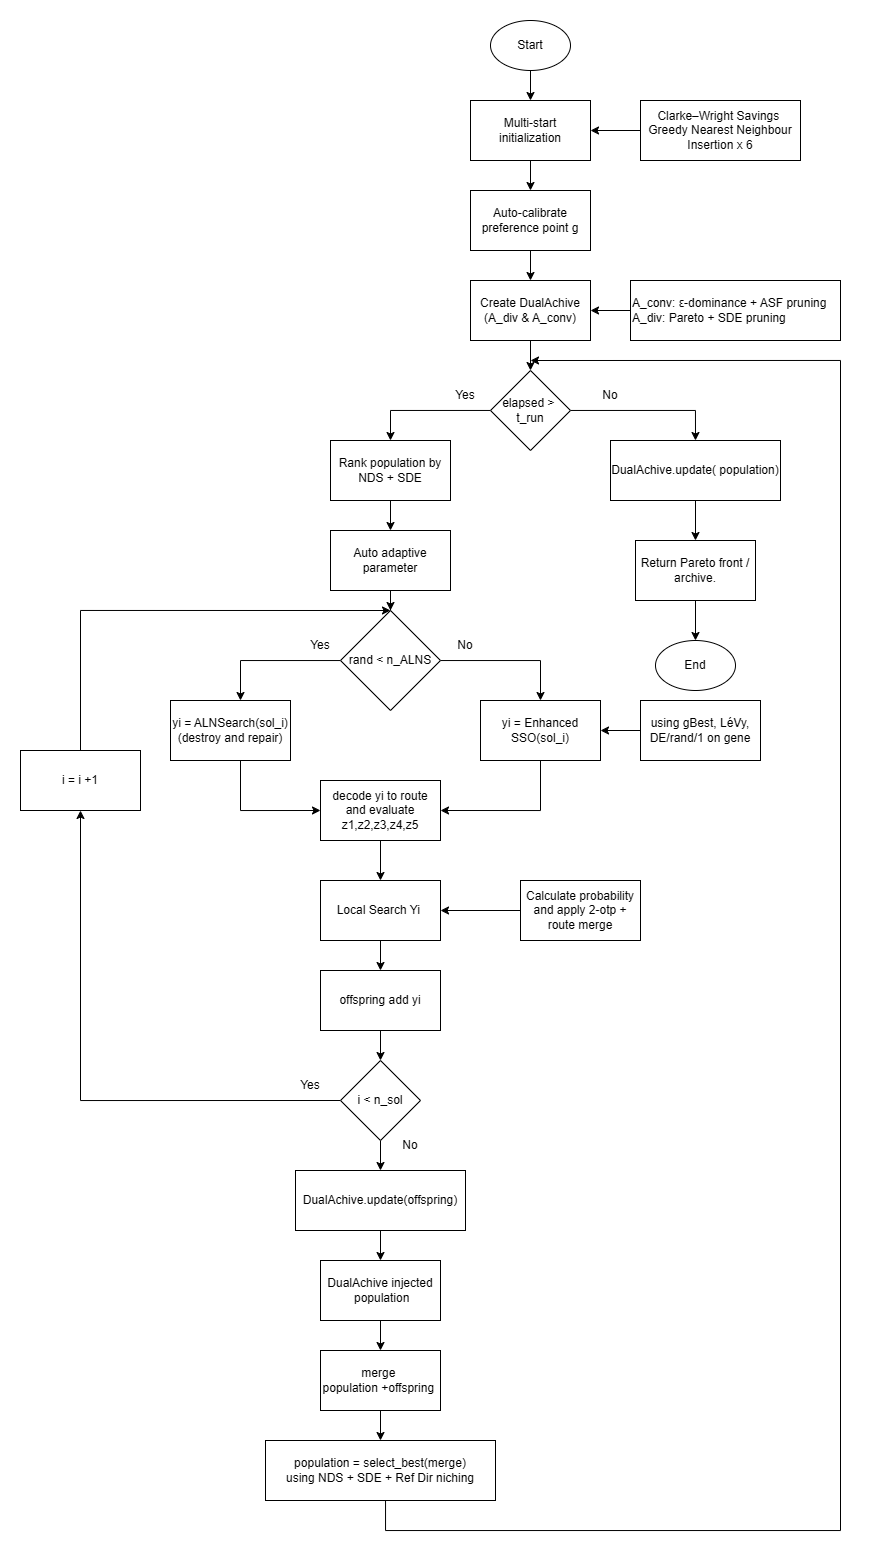 Start
Multi-start
initialization
Clarke–Wright Savings
Greedy Nearest Neighbour
Insertion x 6
Auto-calibrate
preference point g
Create DualAchive
(A_div & A_conv)
A_conv: ε-dominance + ASF pruning
A_div: Pareto + SDE pruning
elapsed >
t_run
Yes
No
Rank population by
NDS + SDE
DualAchive.update( population)
Auto adaptive
parameter
Return Pareto front /
archive.
rand < n_ALNS
Yes
No
End
yi = ALNSearch(sol_i)
(destroy and repair)
yi = Enhanced
SSO(sol_i)
using gBest, LéVy,
DE/rand/1 on gene
i = i +1
decode yi to route
and evaluate
z1,z2,z3,z4,z5
Local Search Yi
Calculate probability
and apply 2-otp +
route merge
offspring add yi
Yes
i < n_sol
No
DualAchive.update(offspring)
DualAchive injected
population
merge
population +offspring
population = select_best(merge)
using NDS + SDE + Ref Dir niching